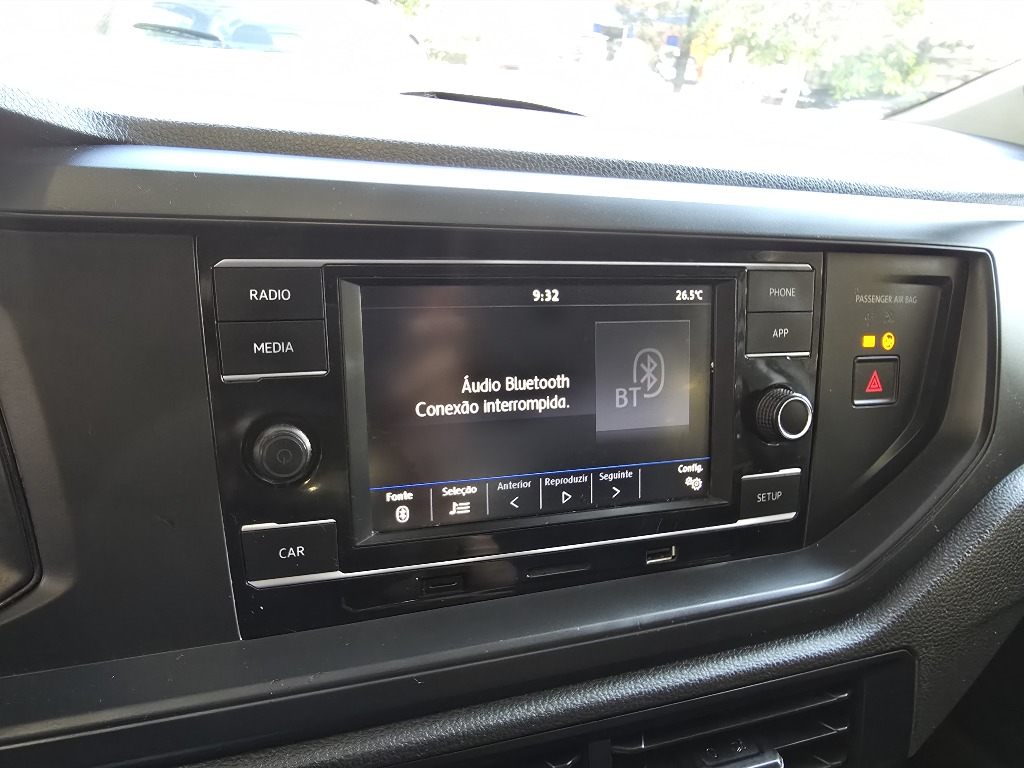 9:32
26.5°C
RADIO
MEDIA
PHONE
APP
PASSENGER AIR BAG
Áudio Bluetooth
Conexão interrompida.
BT
Fonte
Seleção
Anterior
Reproduzir
Seguinte
Config.
SETUP
CAR